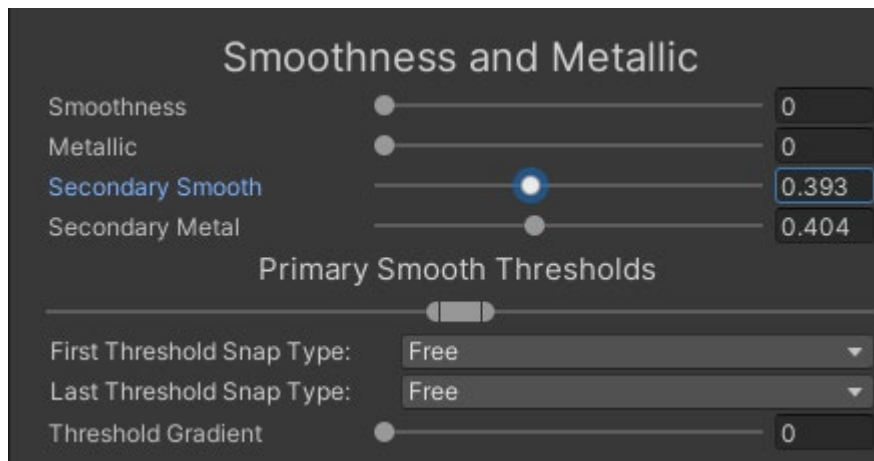 Smoothness and Metallic
Smoothness 0
Metallic 0
Secondary Smooth 0.393
Secondary Metal 0.404
Primary Smooth Thresholds
First Threshold Snap Type: Free
Last Threshold Snap Type: Free
Threshold Gradient 0